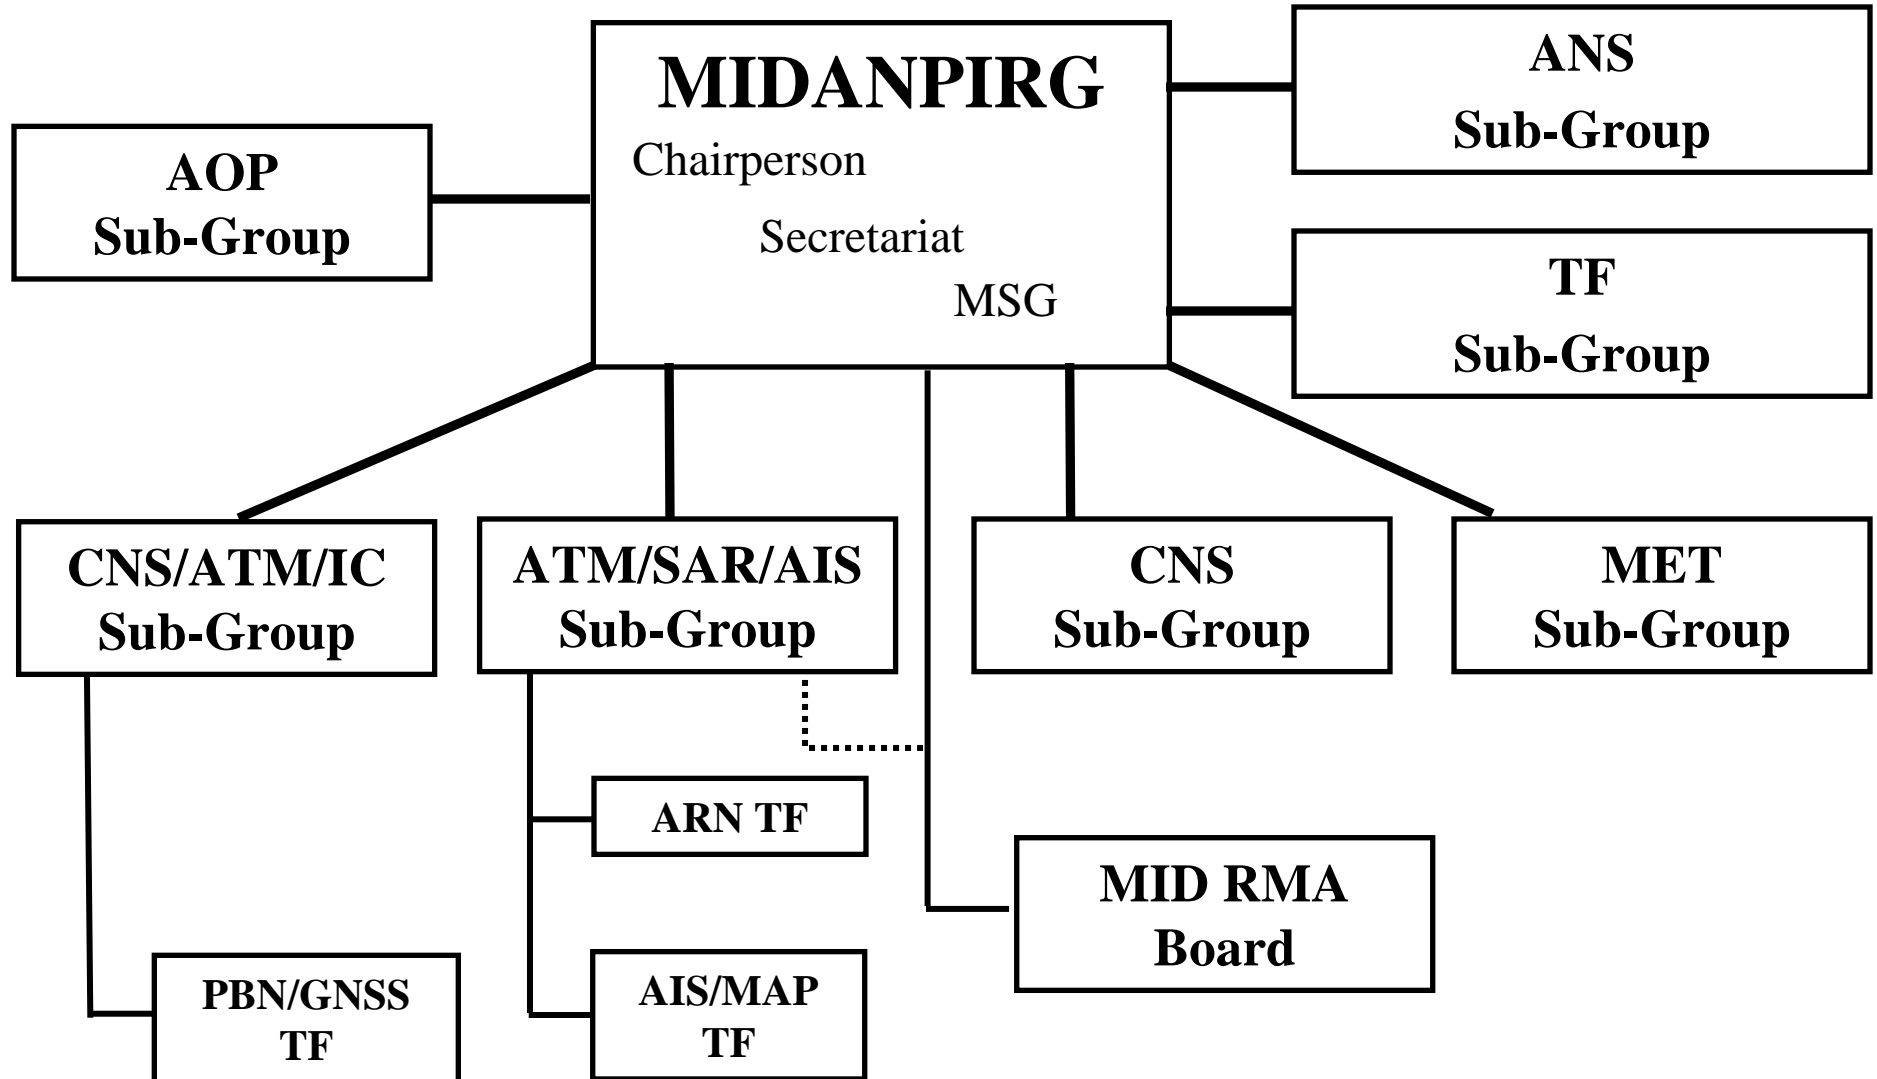 MIDANPIRG
Chairperson
Secretariat
MSG
ANS
Sub-Group
AOP
Sub-Group
TF
Sub-Group
CNS/ATM/IC
Sub-Group
ATM/SAR/AIS
Sub-Group
CNS
Sub-Group
MET
Sub-Group
ARN TF
MID RMA
Board
PBN/GNSS
TF
AIS/MAP
TF